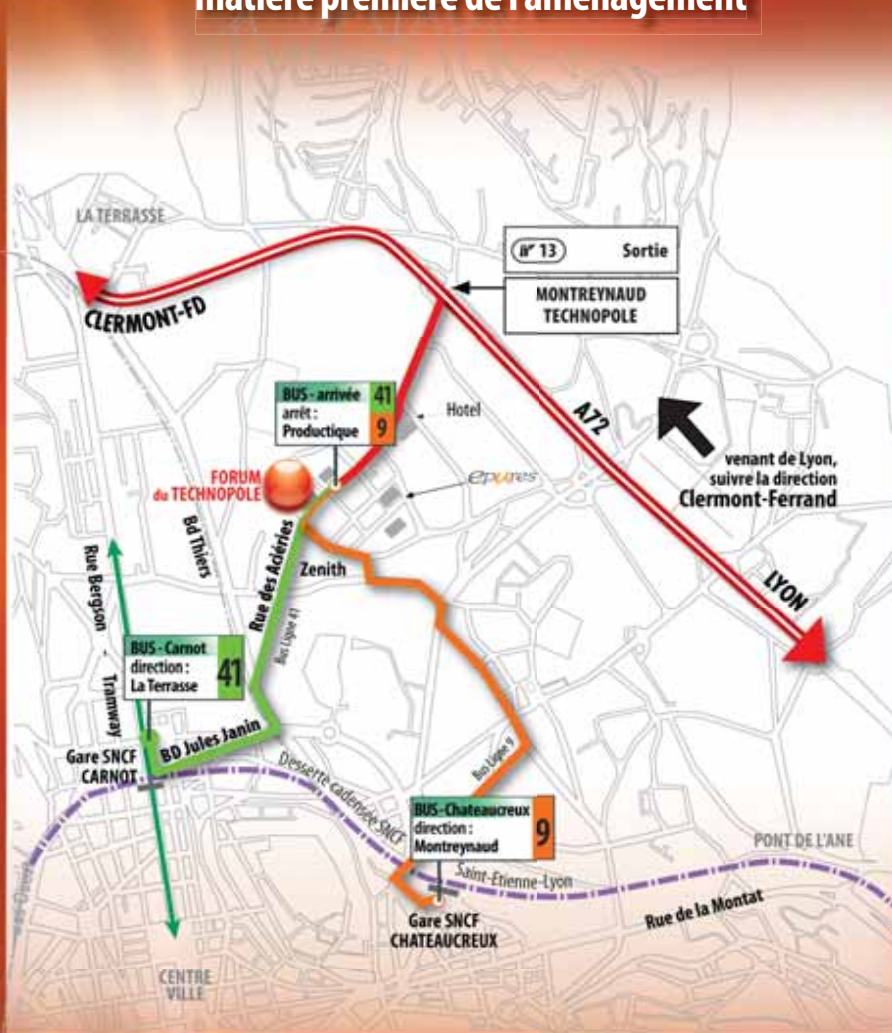 matière première de l'aménagement
LA TERRASSE
n° 13 Sortie
MONTREYNAUD
TECHNOPOLE
CLERMONT-FD
BUS - arrivée 41
arrêt :
Productique 9
Hotel
A72
venant de Lyon,
suivre la direction
Clermont-Ferrand
epures
FORUM
du TECHNOPOLE
Bd Thiers
Rue des Aciéries
Zenith
LYON
Rue Bergson - Tramway
Bus Ligne 41
BUS - Carnot
direction :
La Terrasse
41
BD Jules Janin
Gare SNCF
CARNOT
Desserte cadensée SNCF
Bus Ligne 9
BUS - Chateaucreux
direction :
Montreynaud
9
PONT DE L'ANE
Saint-Etienne-Lyon
Rue de la Montat
Gare SNCF
CHATEAUCREUX
CENTRE
VILLE